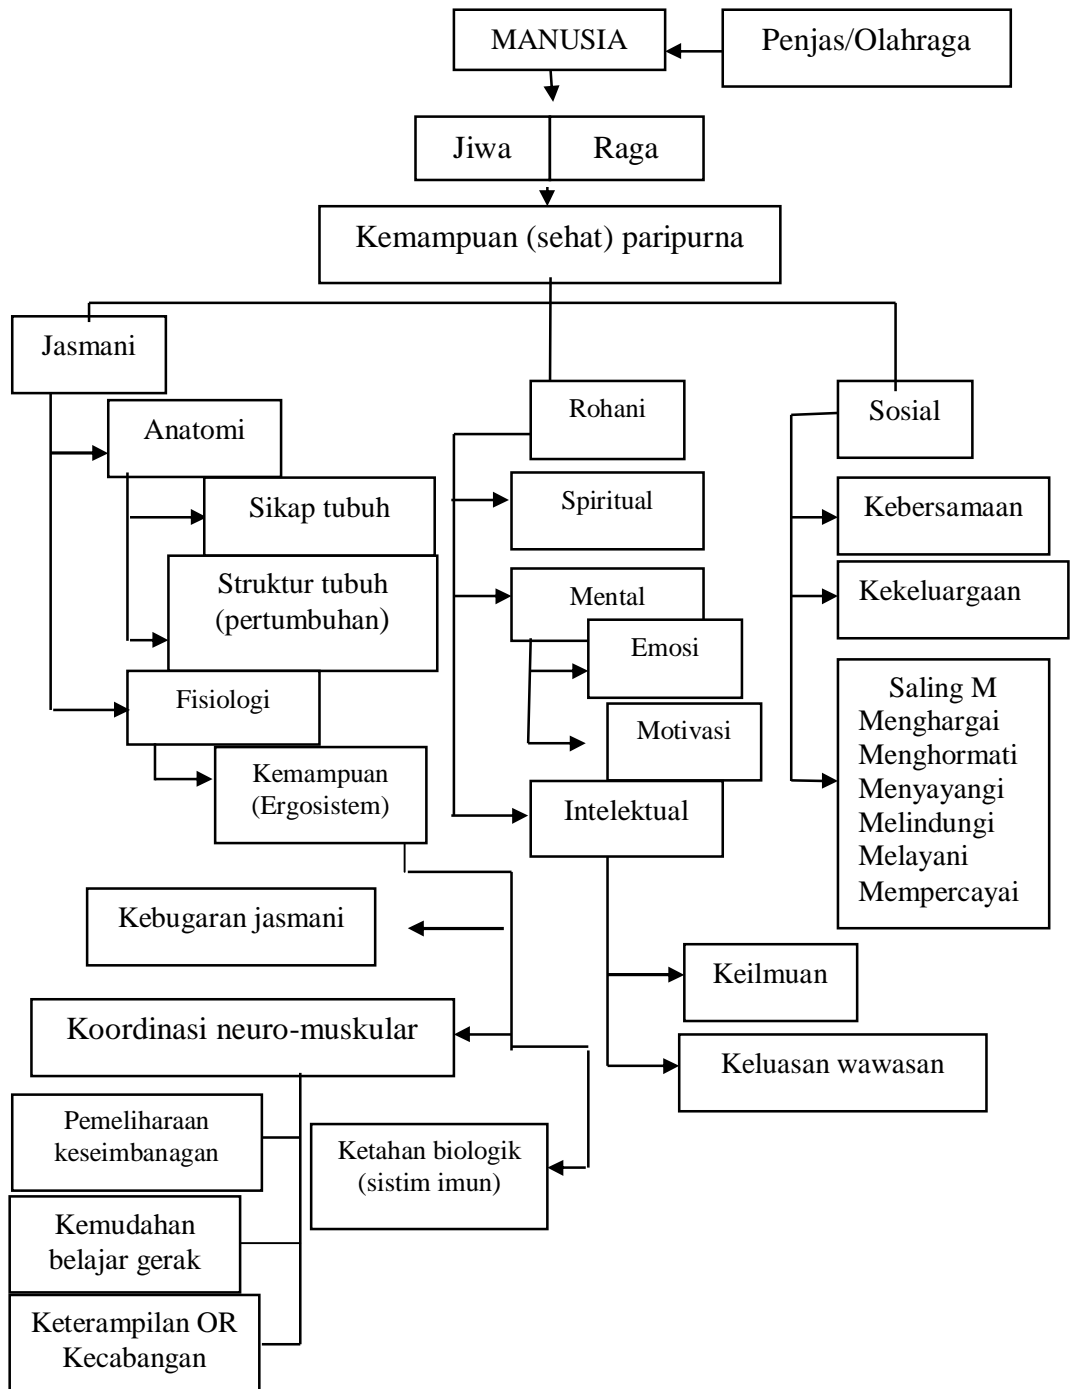 MANUSIA
Penjas/Olahraga
Jiwa
Raga
Kemampuan (sehat) paripurna
Jasmani
Anatomi
Sikap tubuh
Struktur tubuh
(pertumbuhan)
Fisiologi
Kemampuan
(Ergosistem)
Kebugaran jasmani
Koordinasi neuro-muskular
Pemeliharaan
keseimbanagan
Kemudahan
belajar gerak
Keterampilan OR
Kecabangan
Ketahan biologik
(sistim imun)
Rohani
Spiritual
Mental
Emosi
Motivasi
Intelektual
Keilmuan
Keluasan wawasan
Sosial
Kebersamaan
Kekeluargaan
Saling M
Menghargai
Menghormati
Menyayangi
Melindungi
Melayani
Mempercayai